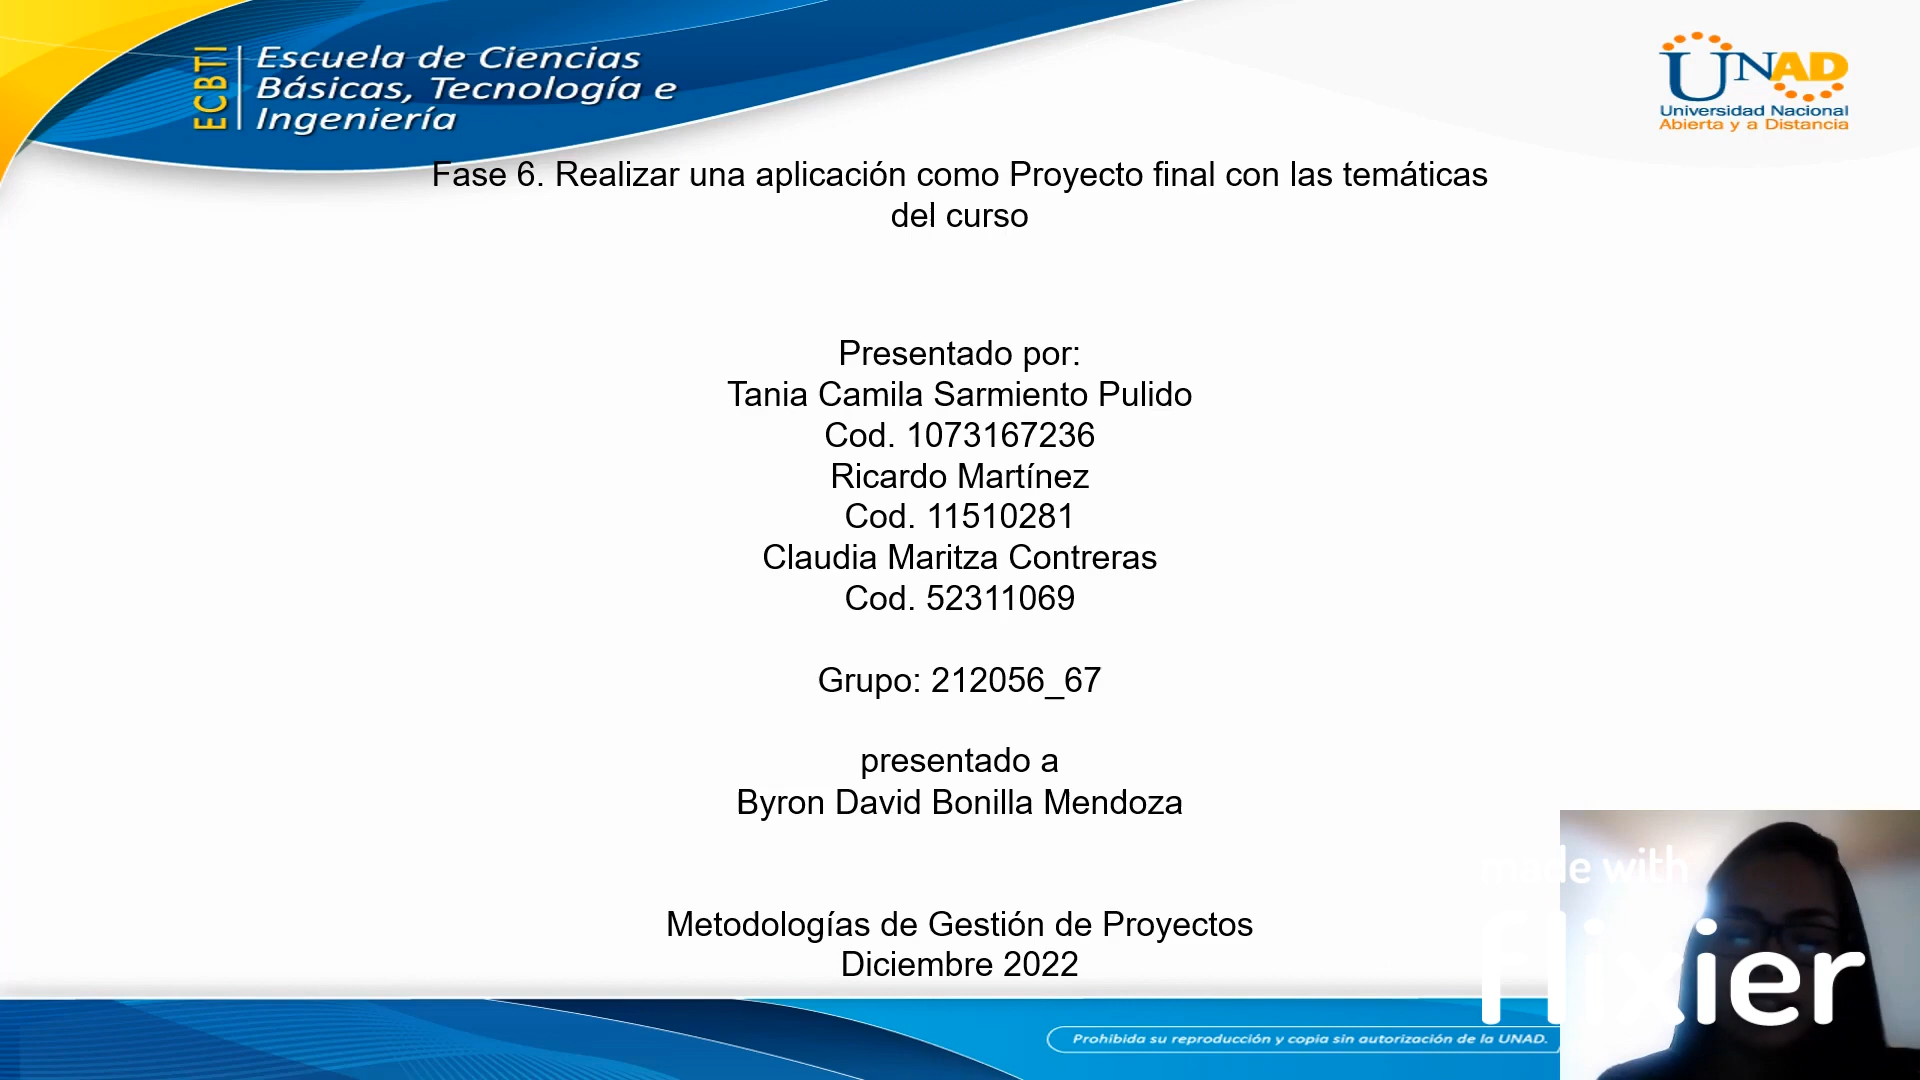 ECBTI
Escuela de Ciencias
Básicas, Tecnología e
Ingeniería
UNAD
Universidad Nacional
Abierta y a Distancia
Fase 6. Realizar una aplicación como Proyecto final con las temáticas
del curso
Presentado por:
Tania Camila Sarmiento Pulido
Cod. 1073167236
Ricardo Martínez
Cod. 11510281
Claudia Maritza Contreras
Cod. 52311069
Grupo: 212056_67
presentado a
Byron David Bonilla Mendoza
Metodologías de Gestión de Proyectos
Diciembre 2022
made with
flixier
Prohibida su reproducción y copia sin autorización de la UNAD.